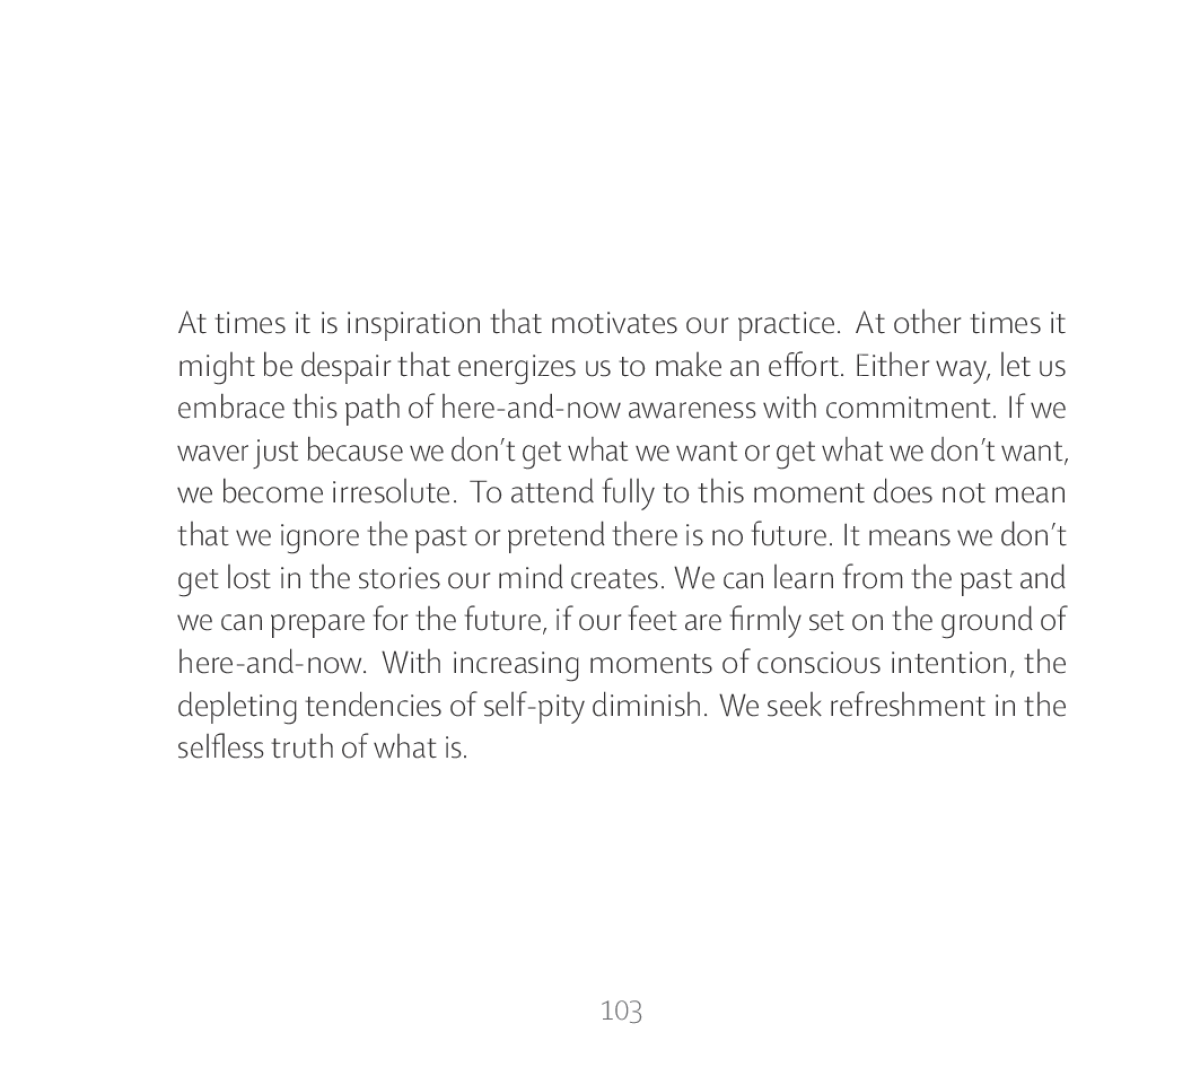 At times it is inspiration that motivates our practice. At other times it
might be despair that energizes us to make an effort. Either way, let us
embrace this path of here-and-now awareness with commitment. If we
waver just because we don’t get what we want or get what we don’t want,
we become irresolute. To attend fully to this moment does not mean
that we ignore the past or pretend there is no future. It means we don’t
get lost in the stories our mind creates. We can learn from the past and
we can prepare for the future, if our feet are firmly set on the ground of
here-and-now. With increasing moments of conscious intention, the
depleting tendencies of self-pity diminish. We seek refreshment in the
selfless truth of what is.
103